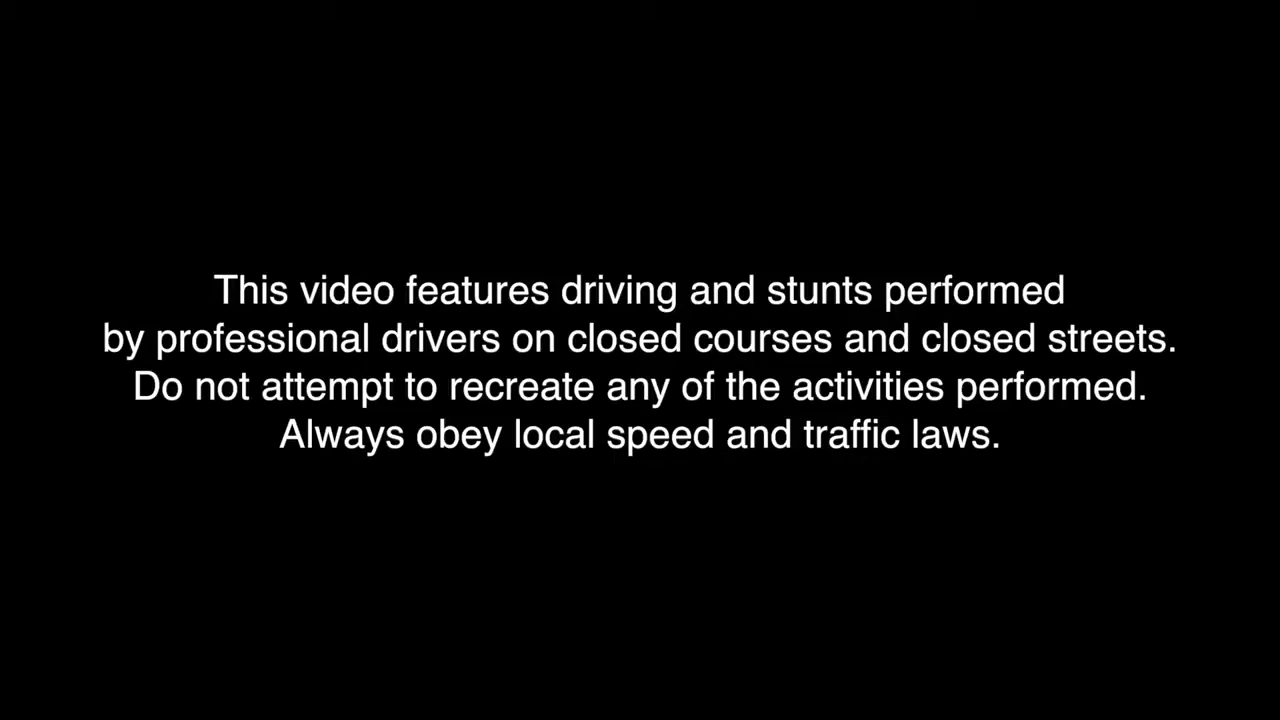 This video features driving and stunts performed
by professional drivers on closed courses and closed streets.
Do not attempt to recreate any of the activities performed.
Always obey local speed and traffic laws.